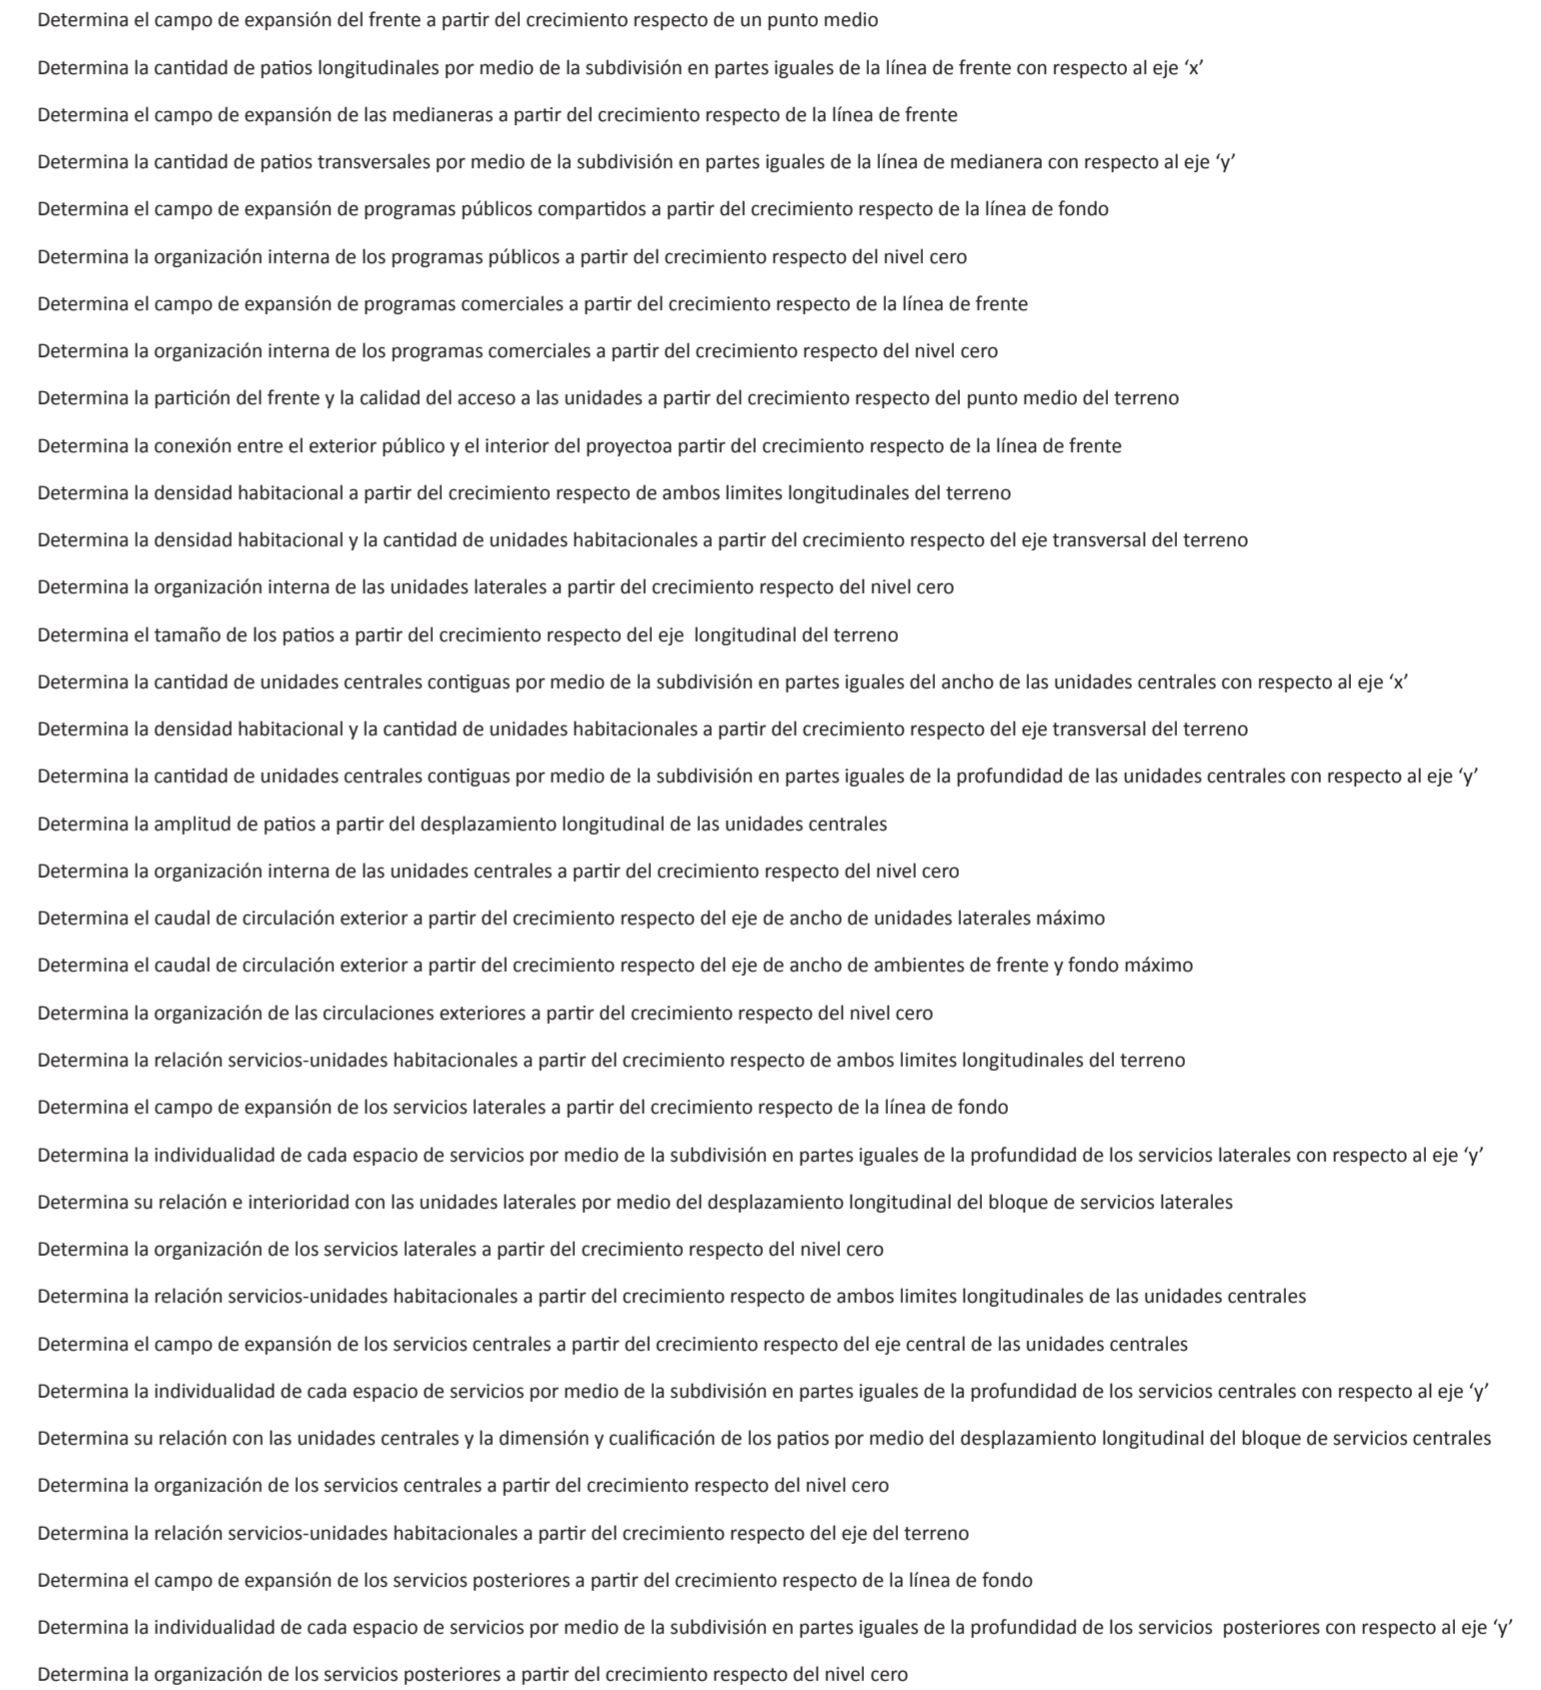 Determina el campo de expansión del frente a partir del crecimiento respecto de un punto medio
Determina la cantidad de patios longitudinales por medio de la subdivisión en partes iguales de la línea de frente con respecto al eje ‘x’
Determina el campo de expansión de las medianeras a partir del crecimiento respecto de la línea de frente
Determina la cantidad de patios transversales por medio de la subdivisión en partes iguales de la línea de medianera con respecto al eje ‘y’
Determina el campo de expansión de programas públicos compartidos a partir del crecimiento respecto de la línea de fondo
Determina la organización interna de los programas públicos a partir del crecimiento respecto del nivel cero
Determina el campo de expansión de programas comerciales a partir del crecimiento respecto de la línea de frente
Determina la organización interna de los programas comerciales a partir del crecimiento respecto del nivel cero
Determina la partición del frente y la calidad del acceso a las unidades a partir del crecimiento respecto del punto medio del terreno
Determina la conexión entre el exterior público y el interior del proyectoa partir del crecimiento respecto de la línea de frente
Determina la densidad habitacional a partir del crecimiento respecto de ambos limites longitudinales del terreno
Determina la densidad habitacional y la cantidad de unidades habitacionales a partir del crecimiento respecto del eje transversal del terreno
Determina la organización interna de las unidades laterales a partir del crecimiento respecto del nivel cero
Determina el tamaño de los patios a partir del crecimiento respecto del eje  longitudinal del terreno
Determina la cantidad de unidades centrales contiguas por medio de la subdivisión en partes iguales del ancho de las unidades centrales con respecto al eje ‘x’
Determina la densidad habitacional y la cantidad de unidades habitacionales a partir del crecimiento respecto del eje transversal del terreno
Determina la cantidad de unidades centrales contiguas por medio de la subdivisión en partes iguales de la profundidad de las unidades centrales con respecto al eje ‘y’
Determina la amplitud de patios a partir del desplazamiento longitudinal de las unidades centrales
Determina la organización interna de las unidades centrales a partir del crecimiento respecto del nivel cero
Determina el caudal de circulación exterior a partir del crecimiento respecto del eje de ancho de unidades laterales máximo
Determina el caudal de circulación exterior a partir del crecimiento respecto del eje de ancho de ambientes de frente y fondo máximo
Determina la organización de las circulaciones exteriores a partir del crecimiento respecto del nivel cero
Determina la relación servicios-unidades habitacionales a partir del crecimiento respecto de ambos limites longitudinales del terreno
Determina el campo de expansión de los servicios laterales a partir del crecimiento respecto de la línea de fondo
Determina la individualidad de cada espacio de servicios por medio de la subdivisión en partes iguales de la profundidad de los servicios laterales con respecto al eje ‘y’
Determina su relación e interioridad con las unidades laterales por medio del desplazamiento longitudinal del bloque de servicios laterales
Determina la organización de los servicios laterales a partir del crecimiento respecto del nivel cero
Determina la relación servicios-unidades habitacionales a partir del crecimiento respecto de ambos limites longitudinales de las unidades centrales
Determina el campo de expansión de los servicios centrales a partir del crecimiento respecto del eje central de las unidades centrales
Determina la individualidad de cada espacio de servicios por medio de la subdivisión en partes iguales de la profundidad de los servicios centrales con respecto al eje ‘y’
Determina su relación con las unidades centrales y la dimensión y cualificación de los patios por medio del desplazamiento longitudinal del bloque de servicios centrales
Determina la organización de los servicios centrales a partir del crecimiento respecto del nivel cero
Determina la relación servicios-unidades habitacionales a partir del crecimiento respecto del eje del terreno
Determina el campo de expansión de los servicios posteriores a partir del crecimiento respecto de la línea de fondo
Determina la individualidad de cada espacio de servicios por medio de la subdivisión en partes iguales de la profundidad de los servicios  posteriores con respecto al eje ‘y’
Determina la organización de los servicios posteriores a partir del crecimiento respecto del nivel cero